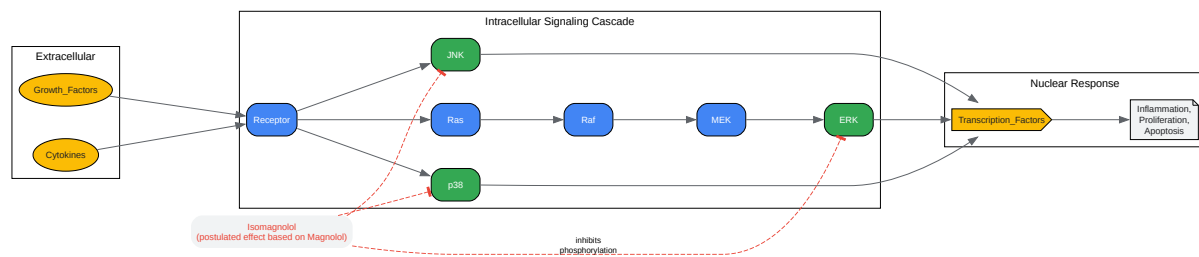 Intracellular Signaling Cascade
Extracellular
JNK
Growth_Factors
Nuclear Response
Receptor
Ras
Raf
MEK
ERK
Transcription_Factors
Inflammation,
Proliferation,
Apoptosis
Cytokines
p38
Isomagnolol
(postulated effect based on Magnolol)
inhibits
phosphorylation